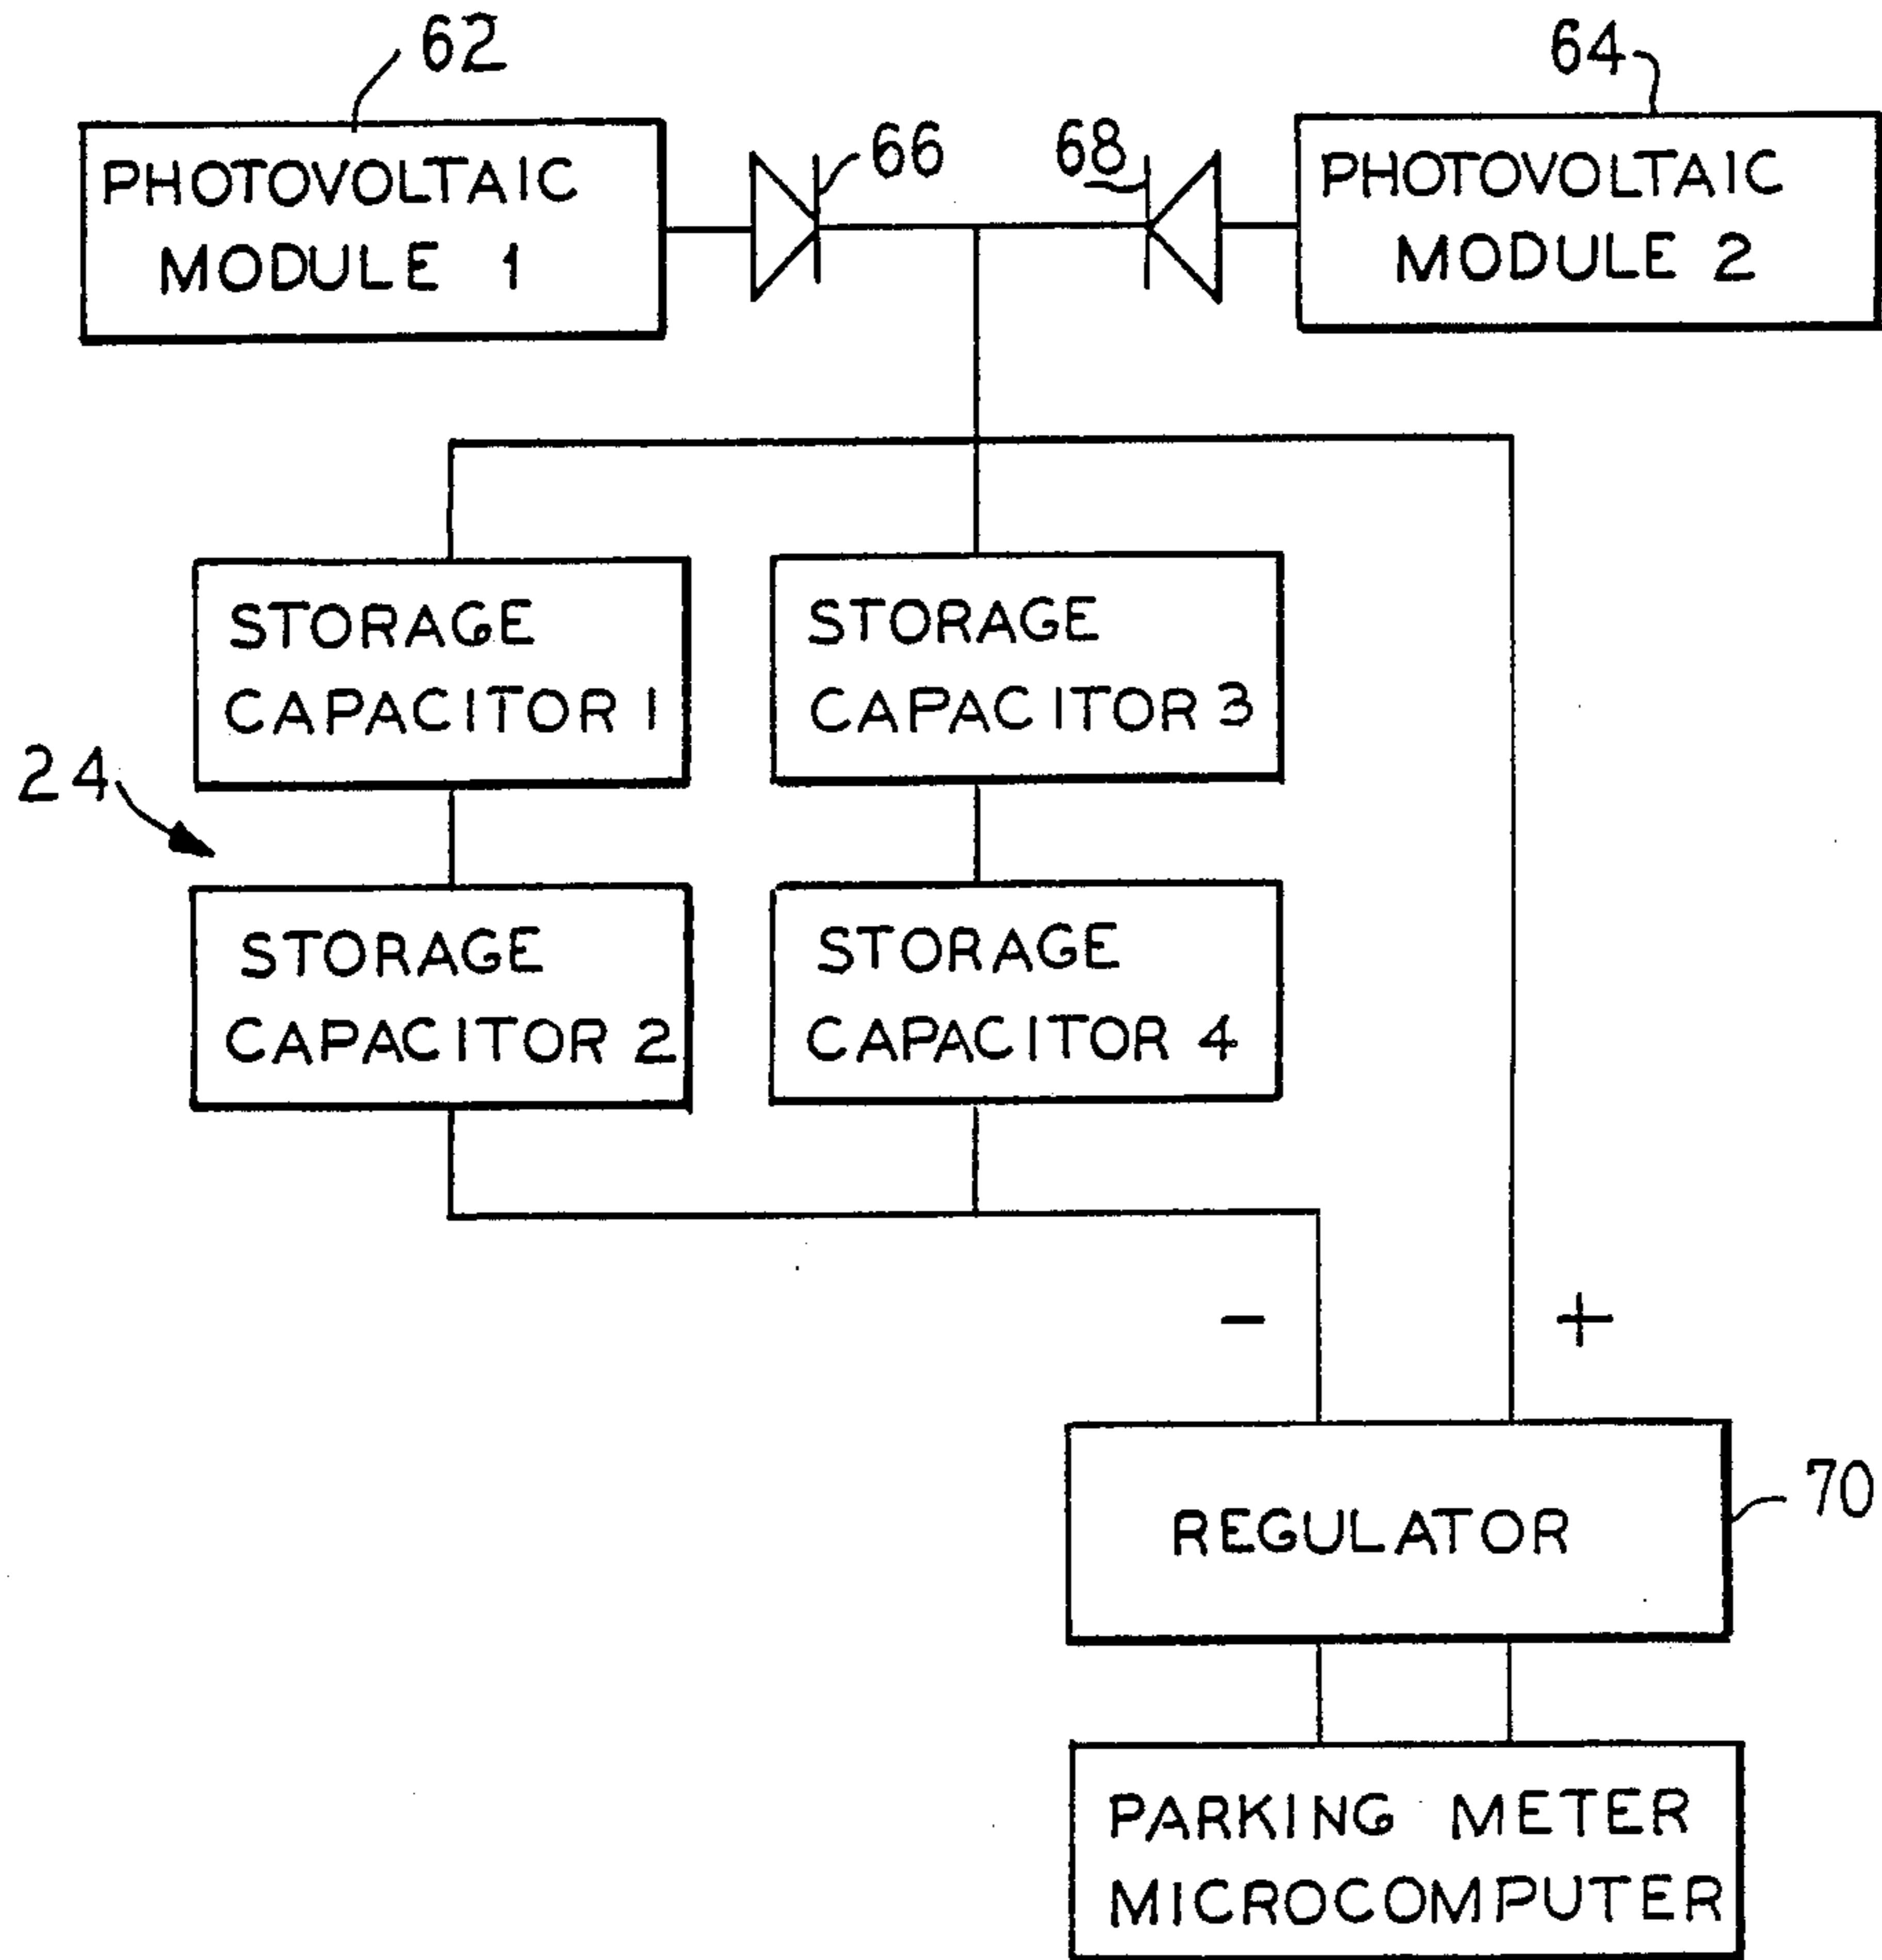 62
64
PHOTOVOLTAIC
MODULE 1
66
68
PHOTOVOLTAIC
MODULE 2
STORAGE
CAPACITOR 1
STORAGE
CAPACITOR 3
24
STORAGE
CAPACITOR 2
STORAGE
CAPACITOR 4
- +
REGULATOR
70
PARKING METER
MICROCOMPUTER